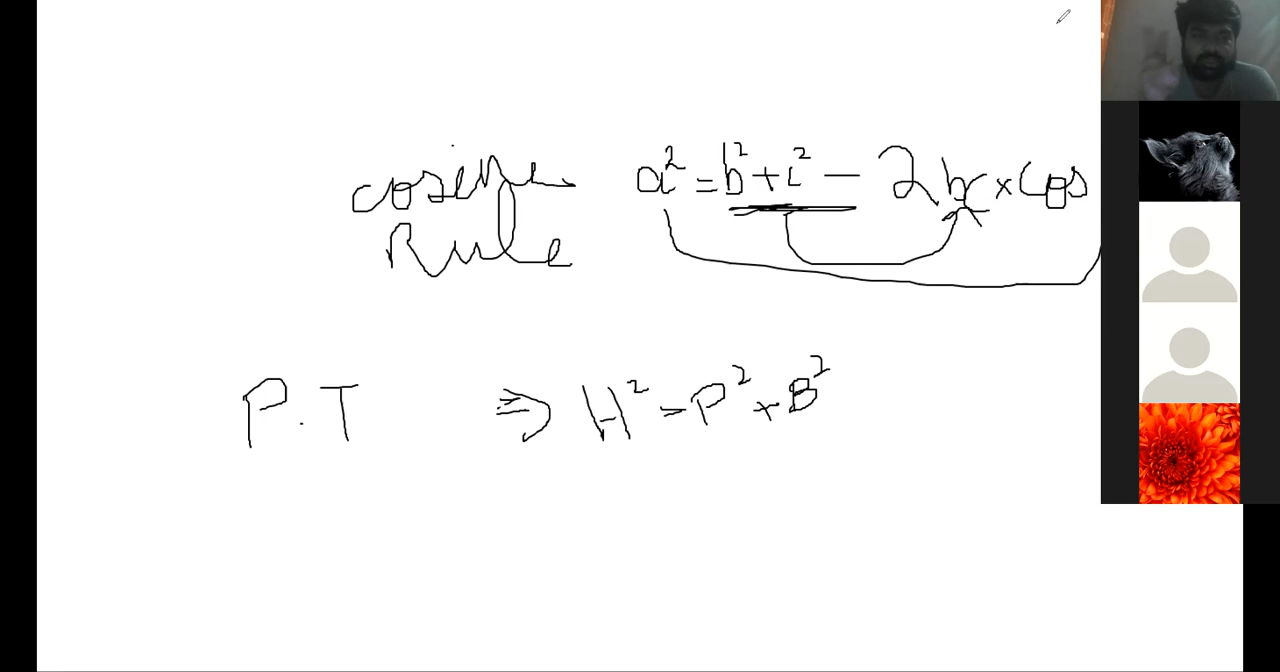 cosine a² = b² + c² - 2bc × Cos
Rule
P.T ⇒ H² = P² + B²